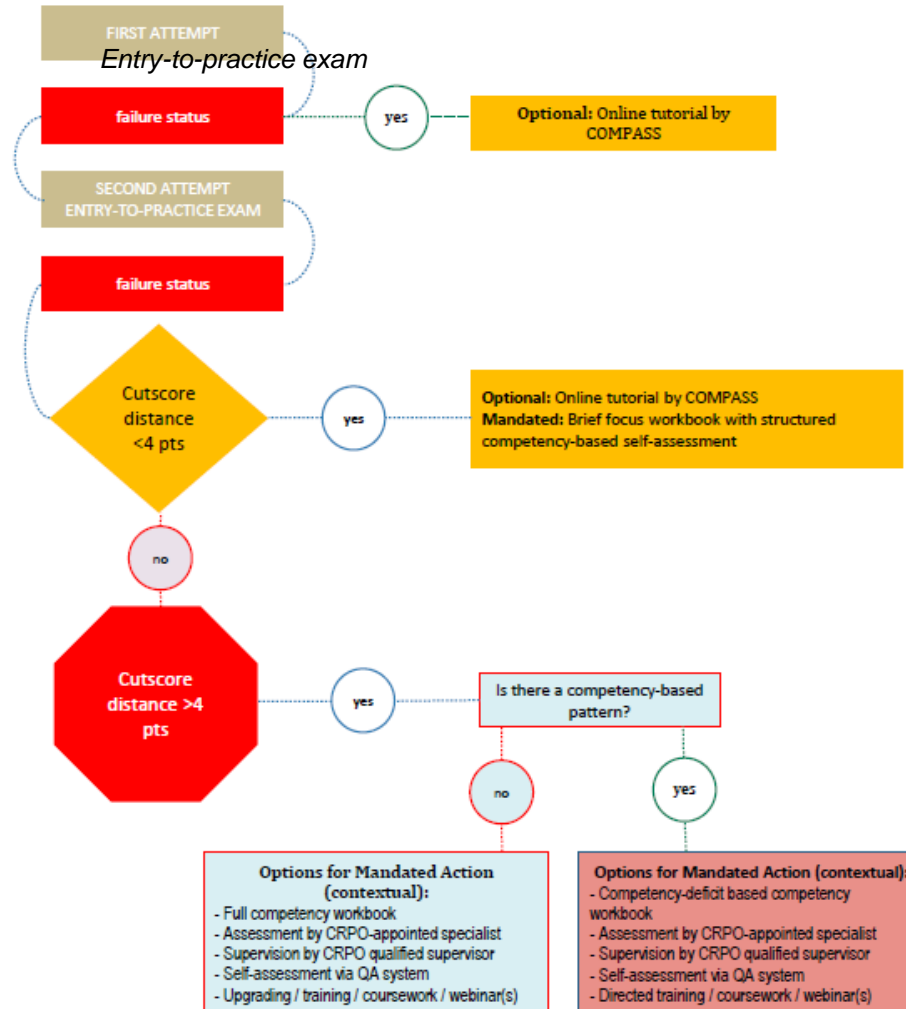 FIRST ATTEMPT
Entry-to-practice exam
failure status
yes
Optional: Online tutorial by
COMPASS
SECOND ATTEMPT
ENTRY-TO-PRACTICE EXAM
failure status
Cutscore
distance
<4 pts
yes
Optional: Online tutorial by COMPASS
Mandated: Brief focus workbook with structured
competency-based self-assessment
no
Cutscore
distance >4
pts
yes
Is there a competency-based
pattern?
no
yes
Options for Mandated Action
(contextual):
- Full competency workbook
- Assessment by CRPO-appointed specialist
- Supervision by CRPO qualified supervisor
- Self-assessment via QA system
- Upgrading / training / coursework / webinar(s)
Options for Mandated Action (contextual):
- Competency-deficit based competency
workbook
- Assessment by CRPO-appointed specialist
- Supervision by CRPO qualified supervisor
- Self-assessment via QA system
- Directed training / coursework / webinar(s)